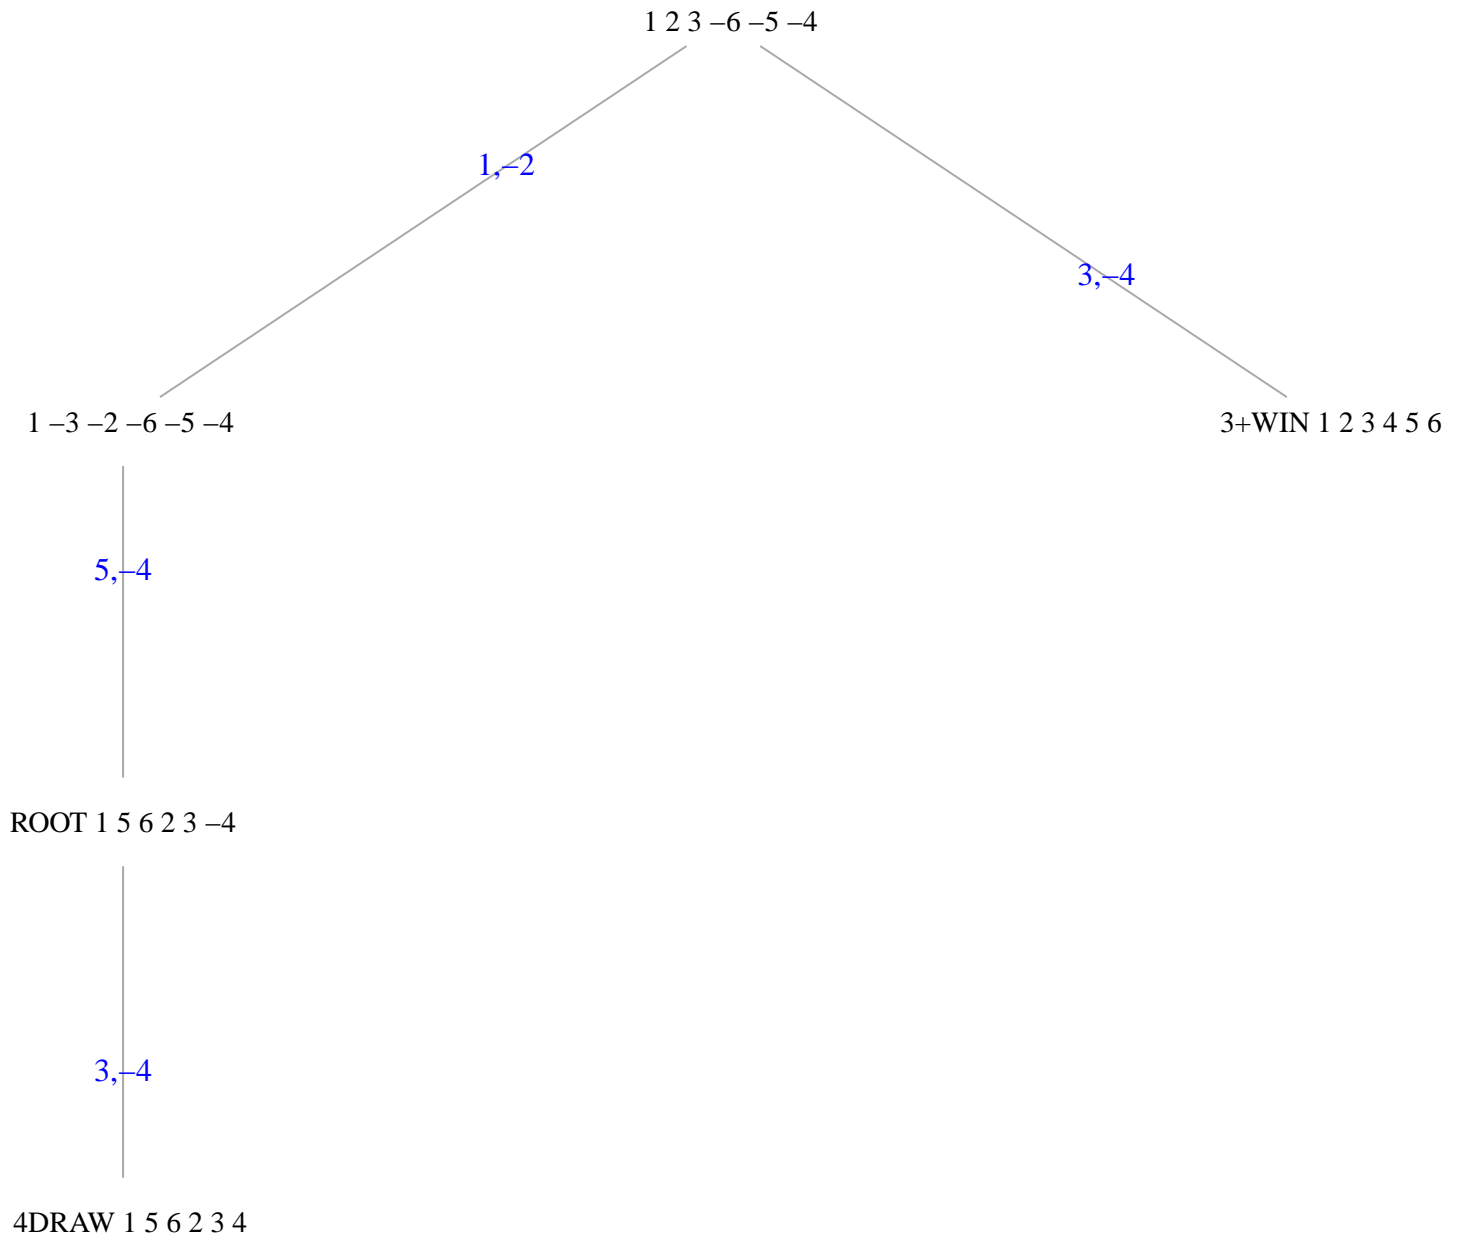 1 2 3 –6 –5 –4
1,–2
3,–4
1 –3 –2 –6 –5 –4
3+WIN 1 2 3 4 5 6
5,–4
ROOT 1 5 6 2 3 –4
3,–4
4DRAW 1 5 6 2 3 4